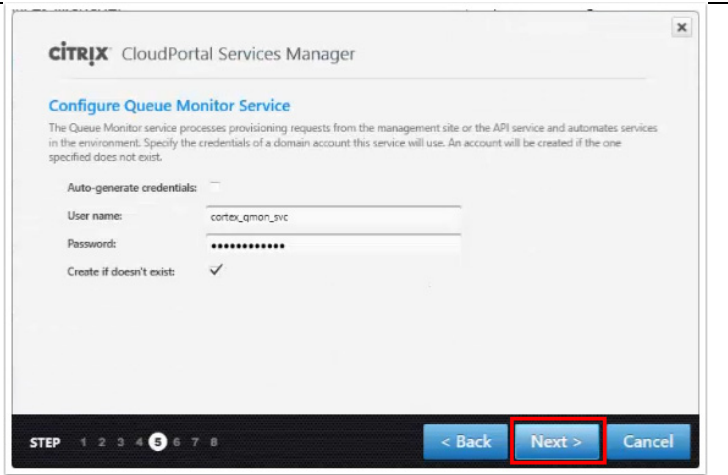 CİTRIX CloudPortal Services Manager
Configure Queue Monitor Service
The Queue Monitor service processes provisioning requests from the management site or the API service and automates services
in the environment. Specify the credentials of a domain account this service will use. An account will be created if the one
specified does not exist.
Auto-generate credentials:
User name: cortex_qmon_svc
Password: ••••••••••••
Create if doesn't exist: ✓
STEP 1 2 3 4 5 6 7 8 < Back Next > Cancel